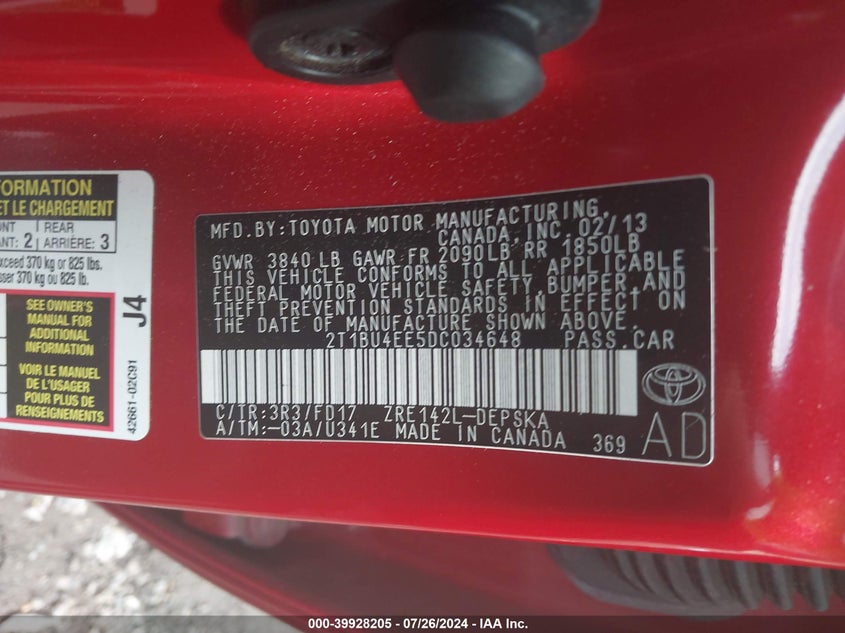 FORMATION
ET LE CHARGEMENT
2
REAR
ARRIÈRE: 3
exceed 370 kg or 825 lbs.
370 kg ou 825 lb.
SEE OWNER'S
MANUAL FOR
ADDITIONAL
INFORMATION
VOIR LE MANUEL
DE L'USAGER
POUR PLUS DE
RENSEIGNEMENTS
J4
42661-02C91
MFD.BY:TOYOTA MOTOR MANUFACTURING,
CANADA,INC.02/13
GVWR 3840 LB GAWR FR 2090LB RR 1850LB
THIS VEHICLE CONFORMS TO ALL APPLICABLE
FEDERAL MOTOR VEHICLE SAFETY,BUMPER,AND
THEFT PREVENTION STANDARDS IN EFFECT ON
THE DATE OF MANUFACTURE SHOWN ABOVE.
2T1BU4EE5DC034648 PASS.CAR
C/TR:3R3/FD17 ZRE142L-DEPSKA
A/TM:-03A/U341E MADE IN CANADA 369
AD
000-39928205 - 07/26/2024 - IAA Inc.